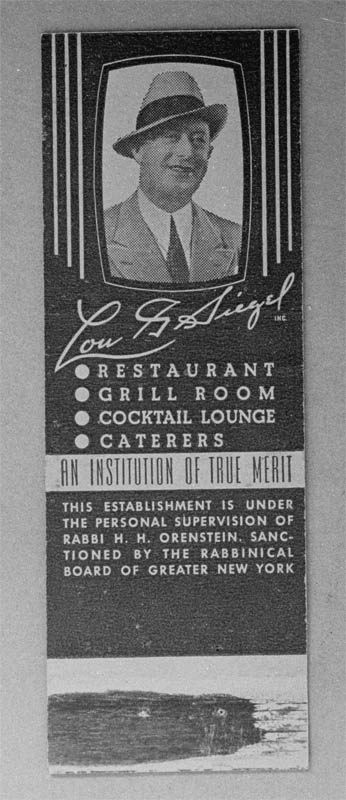 Lou G. Siegel
INC.
● RESTAURANT
● GRILL ROOM
● COCKTAIL LOUNGE
● CATERERS
AN INSTITUTION OF TRUE MERIT
THIS ESTABLISHMENT IS UNDER
THE PERSONAL SUPERVISION OF
RABBI H. H. ORENSTEIN. SANC-
TIONED BY THE RABBINICAL
BOARD OF GREATER NEW YORK